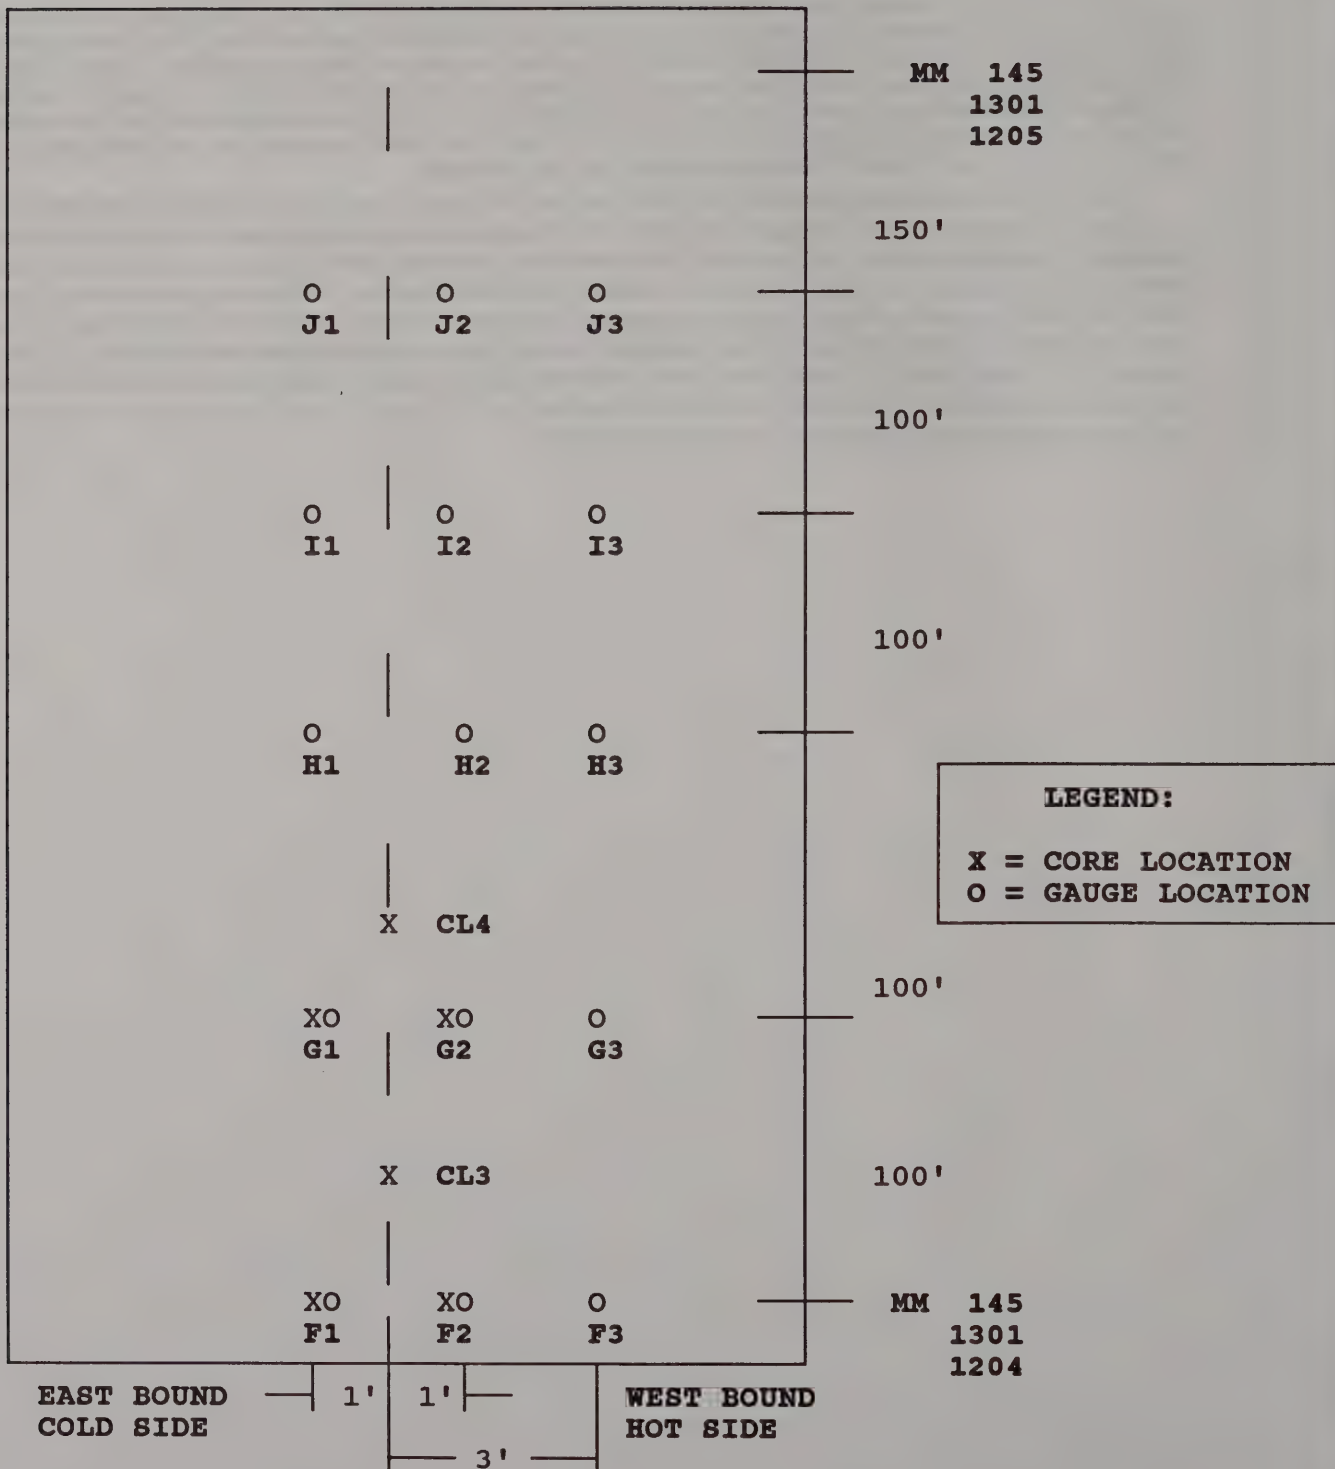 MM 145
1301
1205
150'
O O O
J1 J2 J3
100'
O O O
I1 I2 I3
100'
O O O
H1 H2 H3
LEGEND:
X = CORE LOCATION
O = GAUGE LOCATION
X CL4
100'
XO XO O
G1 G2 G3
X CL3 100'
XO XO O MM 145
F1 F2 F3 1301
1204
EAST BOUND 1' 1' WEST BOUND
COLD SIDE HOT SIDE
3'